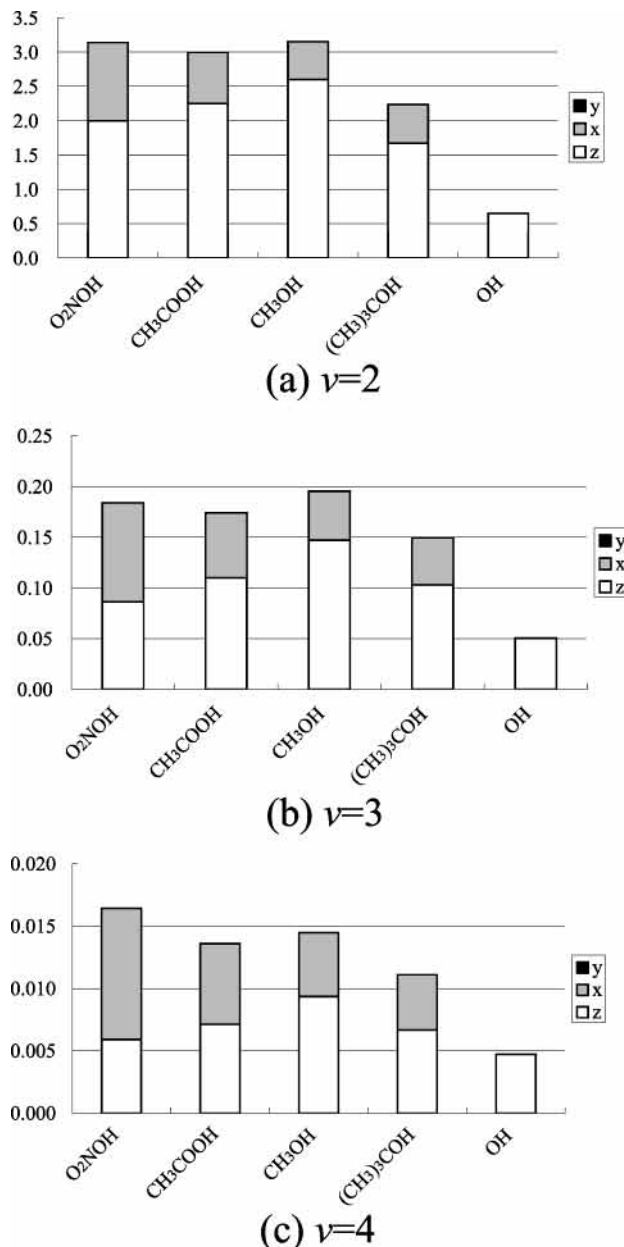 3.5
3.0
2.5
2.0
1.5
1.0
0.5
0.0
y
x
z
O₂NOH
CH₃COOH
CH₃OH
(CH₃)₃COH
OH
(a) v=2
0.25
0.20
0.15
0.10
0.05
0.00
y
x
z
O₂NOH
CH₃COOH
CH₃OH
(CH₃)₃COH
OH
(b) v=3
0.020
0.015
0.010
0.005
0.000
y
x
z
O₂NOH
CH₃COOH
CH₃OH
(CH₃)₃COH
OH
(c) v=4